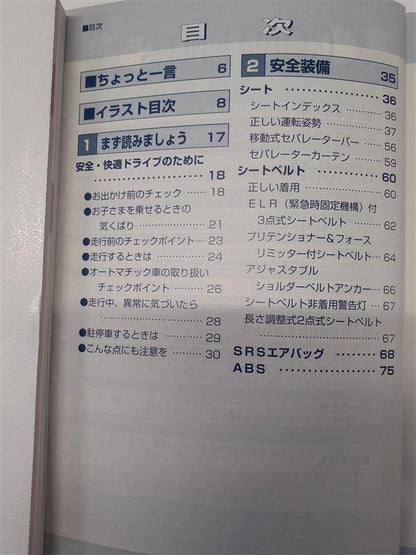 ■目次
目次
■ちょっと一言 6
■イラスト目次 8
1 まず読みましょう 17
安全・快適ドライブのために
18
●お出かけ前のチェック 18
●お子さまを乗せるときの
気くばり 21
●走行前のチェックポイント 23
●走行するときは 24
●オートマチック車の取り扱い
チェックポイント 26
●走行中、異常に気づいたら
28
●駐停車するときは 29
●こんな点にも注意を 30
2 安全装備 35
シート 36
シートインデックス 36
正しい運転姿勢 37
移動式セパレーターバー 56
セパレーターカーテン 59
シートベルト 60
正しい着用 60
ELR（緊急時固定機構）付
3点式シートベルト 62
プリテンショナー&フォース
リミッター付シートベルト 64
アジャスタブル
ショルダーベルトアンカー 66
シートベルト非着用警告灯 67
長さ調整式2点式シートベルト
67
SRSエアバッグ 68
ABS 75